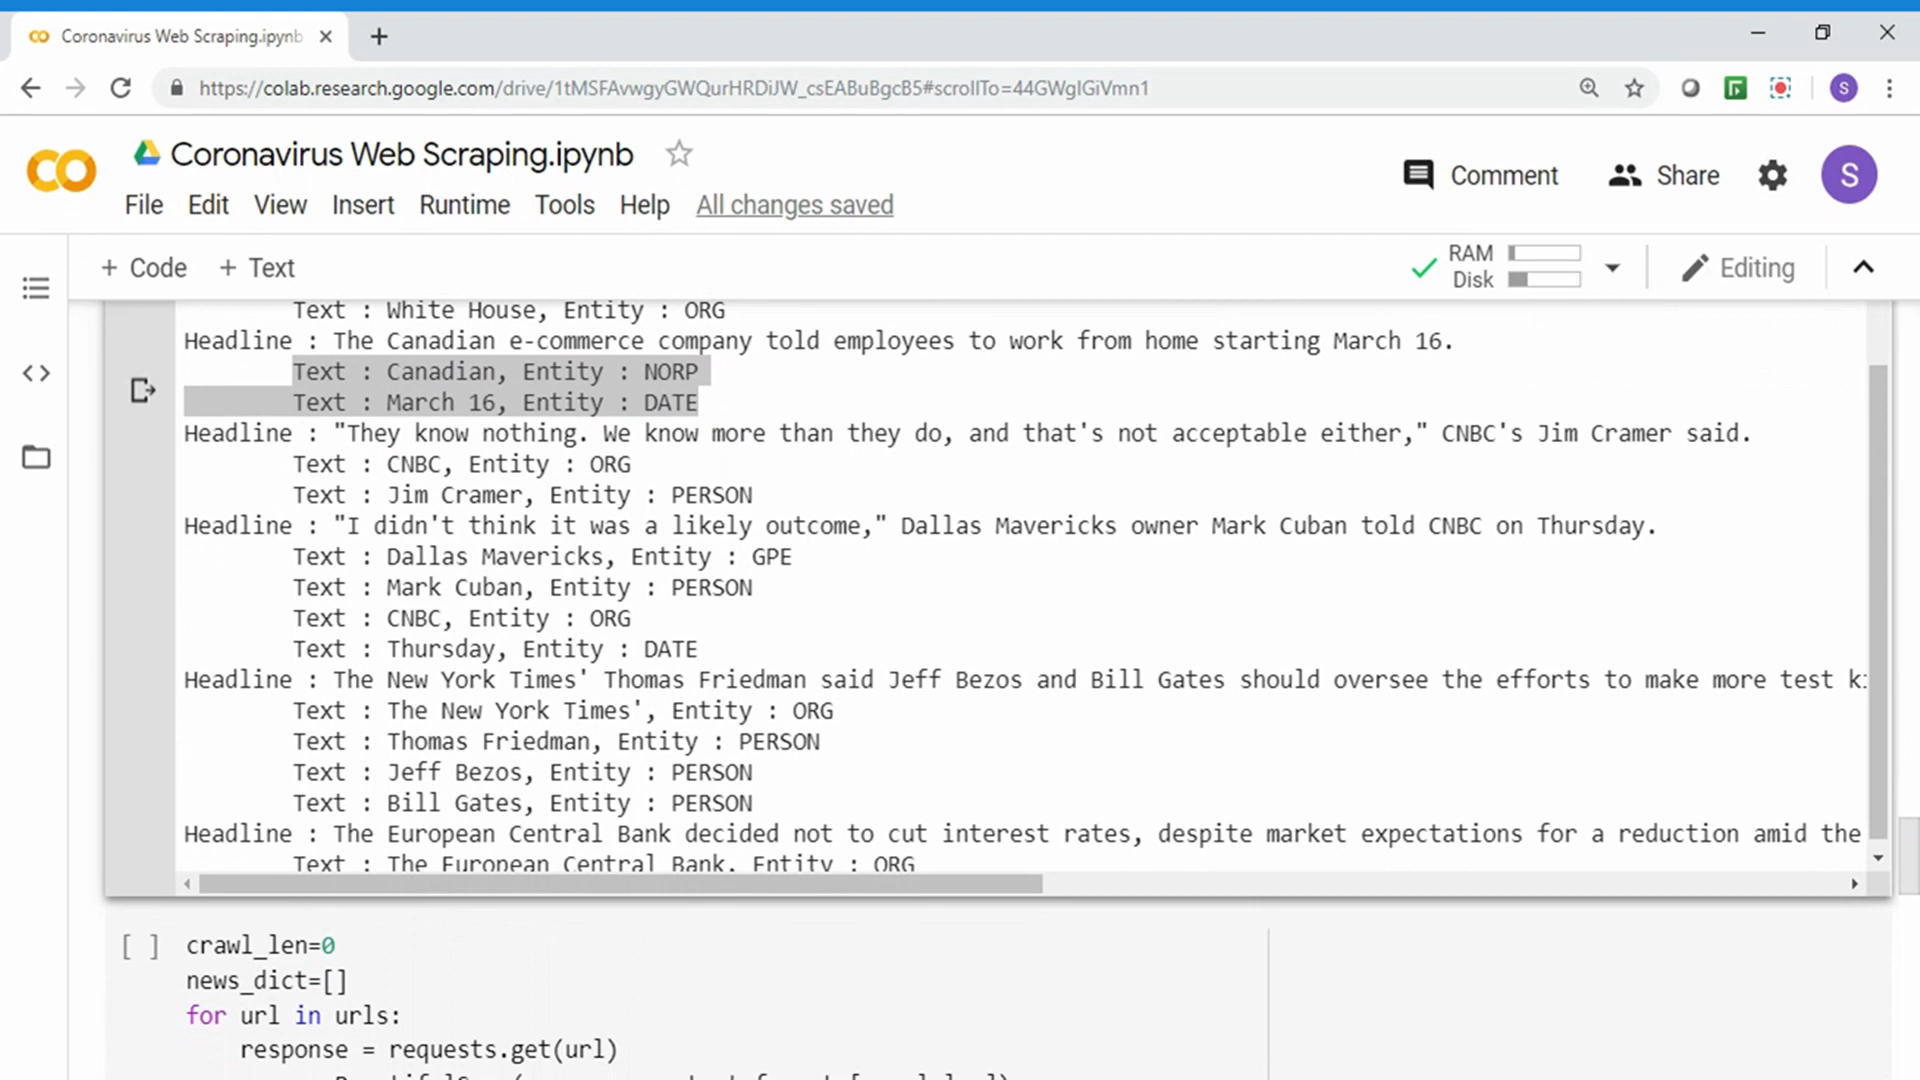 Coronavirus Web Scraping.ipynb
https://colab.research.google.com/drive/1tMSFAvwgyGWQurHRDiJW_csEABuBgcB5#scrollTo=44GWgIGiVmn1
S
Coronavirus Web Scraping.ipynb
Comment
Share
S
File Edit View Insert Runtime Tools Help All changes saved
+ Code + Text
RAM
Disk
Editing
Text : White House, Entity : ORG
Headline : The Canadian e-commerce company told employees to work from home starting March 16.
Text : Canadian, Entity : NORP
Text : March 16, Entity : DATE
Headline : "They know nothing. We know more than they do, and that's not acceptable either," CNBC's Jim Cramer said.
Text : CNBC, Entity : ORG
Text : Jim Cramer, Entity : PERSON
Headline : "I didn't think it was a likely outcome," Dallas Mavericks owner Mark Cuban told CNBC on Thursday.
Text : Dallas Mavericks, Entity : GPE
Text : Mark Cuban, Entity : PERSON
Text : CNBC, Entity : ORG
Text : Thursday, Entity : DATE
Headline : The New York Times' Thomas Friedman said Jeff Bezos and Bill Gates should oversee the efforts to make more test
Text : The New York Times', Entity : ORG
Text : Thomas Friedman, Entity : PERSON
Text : Jeff Bezos, Entity : PERSON
Text : Bill Gates, Entity : PERSON
Headline : The European Central Bank decided not to cut interest rates, despite market expectations for a reduction amid the
Text : The European Central Bank, Entity : ORG
[ ] crawl_len=0
news_dict=[]
for url in urls:
response = requests.get(url)